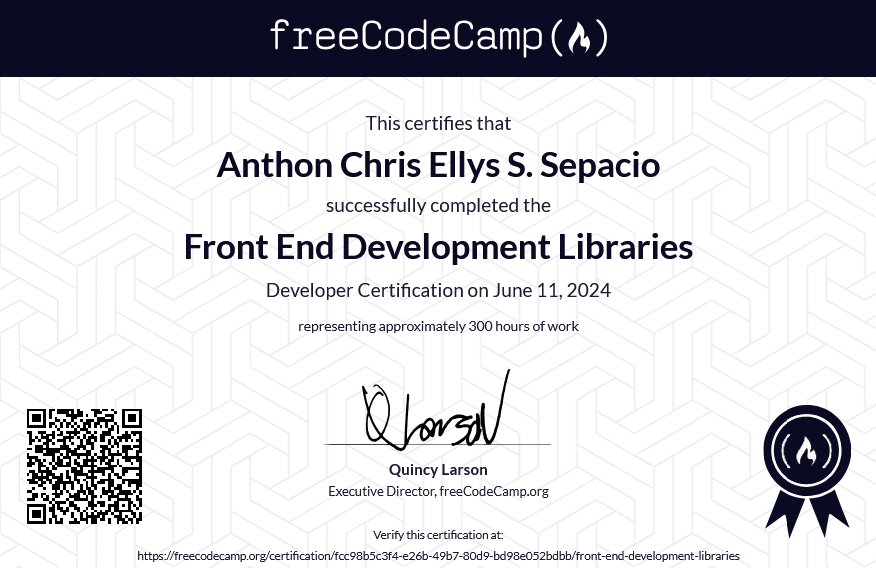 freeCodeCamp(🔥)
This certifies that
Anthon Chris Ellys S. Sepacio
successfully completed the
Front End Development Libraries
Developer Certification on June 11, 2024
representing approximately 300 hours of work
QLarson
Quincy Larson
Executive Director, freeCodeCamp.org
Verify this certification at:
https://freecodecamp.org/certification/fcc98b5c3f4-e26b-49b7-80d9-bd98e052bdbb/front-end-development-libraries